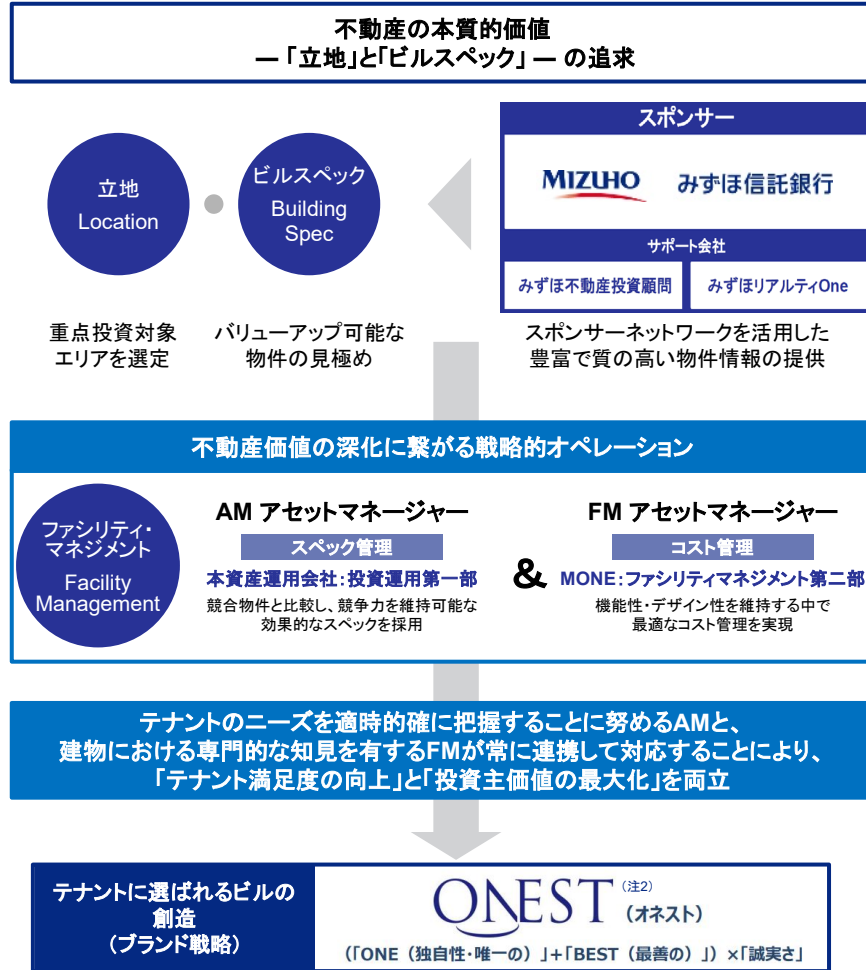 不動産の本質的価値
―「立地」と「ビルスペック」― の追求
立地
Location
ビルスペック
Building
Spec
スポンサー
MIZUHO みずほ信託銀行
サポート会社
みずほ不動産投資顧問
みずほリアルティOne
重点投資対象
エリアを選定
バリューアップ可能な
物件の見極め
スポンサーネットワークを活用した
豊富で質の高い物件情報の提供
不動産価値の深化に繋がる戦略的オペレーション
ファシリティ・
マネジメント
Facility
Management
AM アセットマネージャー
スペック管理
本資産運用会社：投資運用第一部
競合物件と比較し、競争力を維持可能な
効果的なスペックを採用
&
FM アセットマネージャー
コスト管理
MONE：ファシリティマネジメント第二部
機能性・デザイン性を維持する中で
最適なコスト管理を実現
テナントのニーズを適時的確に把握することに努めるAMと、
建物における専門的な知見を有するFMが常に連携して対応することにより、
「テナント満足度の向上」と「投資主価値の最大化」を両立
テナントに選ばれるビルの
創造
（ブランド戦略）
ONEST（注2）（オネスト）
（「ONE（独自性・唯一の）」+「BEST（最善の）」）×「誠実さ」